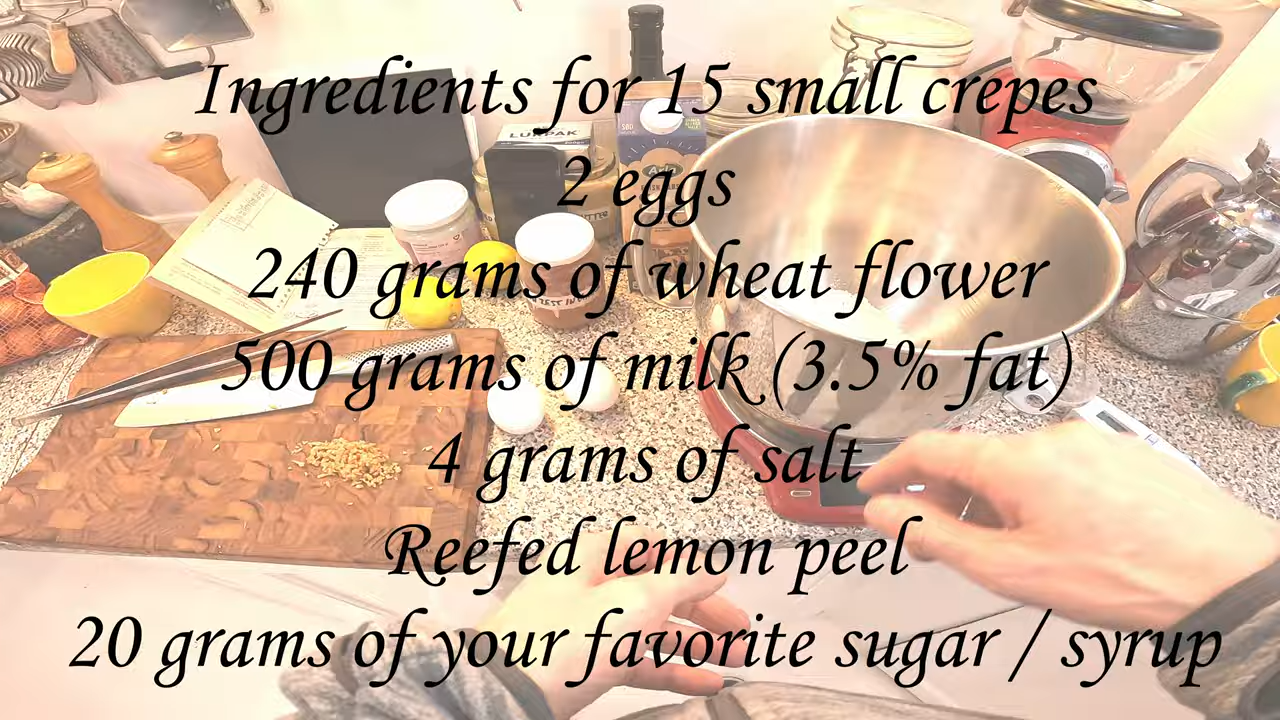 Ingredients for 15 small crepes
2 eggs
240 grams of wheat flower
500 grams of milk (3.5% fat)
4 grams of salt
Reefed lemon peel
20 grams of your favorite sugar / syrup
LURPAK